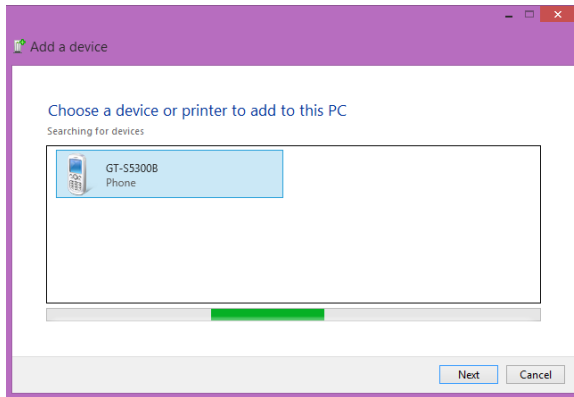 Add a device
Choose a device or printer to add to this PC
Searching for devices
GT-S5300B
Phone
Next
Cancel